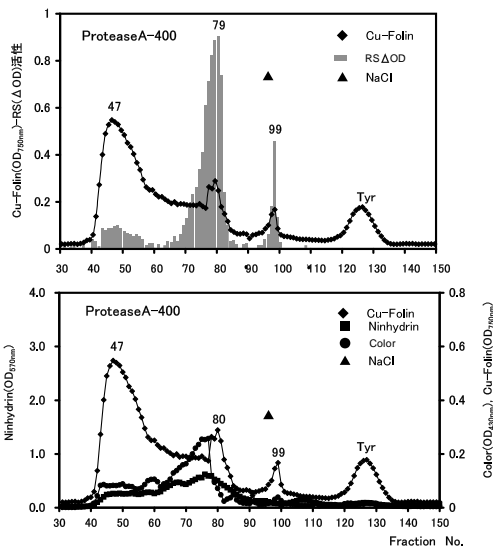 ProteaseA-400
Cu-Folin
RSΔOD
NaCl
Cu-Folin(OD750nm)-RS(ΔOD)活性
1
0.8
0.6
0.4
0.2
0
47
79
99
Tyr
30 40 50 60 70 80 90 100 110 120 130 140 150
ProteaseA-400
Cu-Folin
Ninhydrin
Color
NaCl
Ninhydrin(OD570nm)
4.0
3.0
2.0
1.0
0.0
47
80
99
Tyr
0.8
0.6
0.4
0.2
0
Color(OD430nm), Cu-Folin(OD750nm)
30 40 50 60 70 80 90 100 110 120 130 140 150
Fraction No.